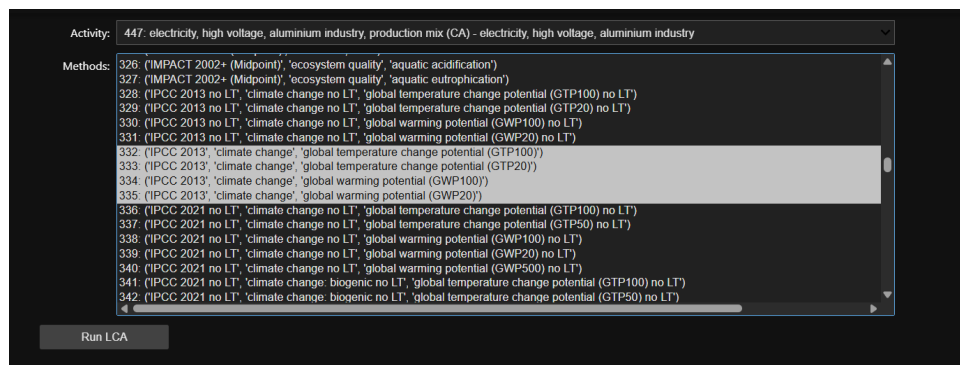 Activity: 447: electricity, high voltage, aluminium industry, production mix (CA) - electricity, high voltage, aluminium industry
Methods:
326: ('IMPACT 2002+ (Midpoint)', 'ecosystem quality', 'aquatic acidification')
327: ('IMPACT 2002+ (Midpoint)', 'ecosystem quality', 'aquatic eutrophication')
328: ('IPCC 2013 no LT', 'climate change no LT', 'global temperature change potential (GTP100) no LT')
329: ('IPCC 2013 no LT', 'climate change no LT', 'global temperature change potential (GTP20) no LT')
330: ('IPCC 2013 no LT', 'climate change no LT', 'global warming potential (GWP100) no LT')
331: ('IPCC 2013 no LT', 'climate change no LT', 'global warming potential (GWP20) no LT')
332: ('IPCC 2013', 'climate change', 'global temperature change potential (GTP100)')
333: ('IPCC 2013', 'climate change', 'global temperature change potential (GTP20)')
334: ('IPCC 2013', 'climate change', 'global warming potential (GWP100)')
335: ('IPCC 2013', 'climate change', 'global warming potential (GWP20)')
336: ('IPCC 2021 no LT', 'climate change no LT', 'global temperature change potential (GTP100) no LT')
337: ('IPCC 2021 no LT', 'climate change no LT', 'global temperature change potential (GTP50) no LT')
338: ('IPCC 2021 no LT', 'climate change no LT', 'global warming potential (GWP100) no LT')
339: ('IPCC 2021 no LT', 'climate change no LT', 'global warming potential (GWP20) no LT')
340: ('IPCC 2021 no LT', 'climate change no LT', 'global warming potential (GWP500) no LT')
341: ('IPCC 2021 no LT', 'climate change: biogenic no LT', 'global temperature change potential (GTP100) no LT')
342: ('IPCC 2021 no LT', 'climate change: biogenic no LT', 'global temperature change potential (GTP50) no LT')
Run LCA